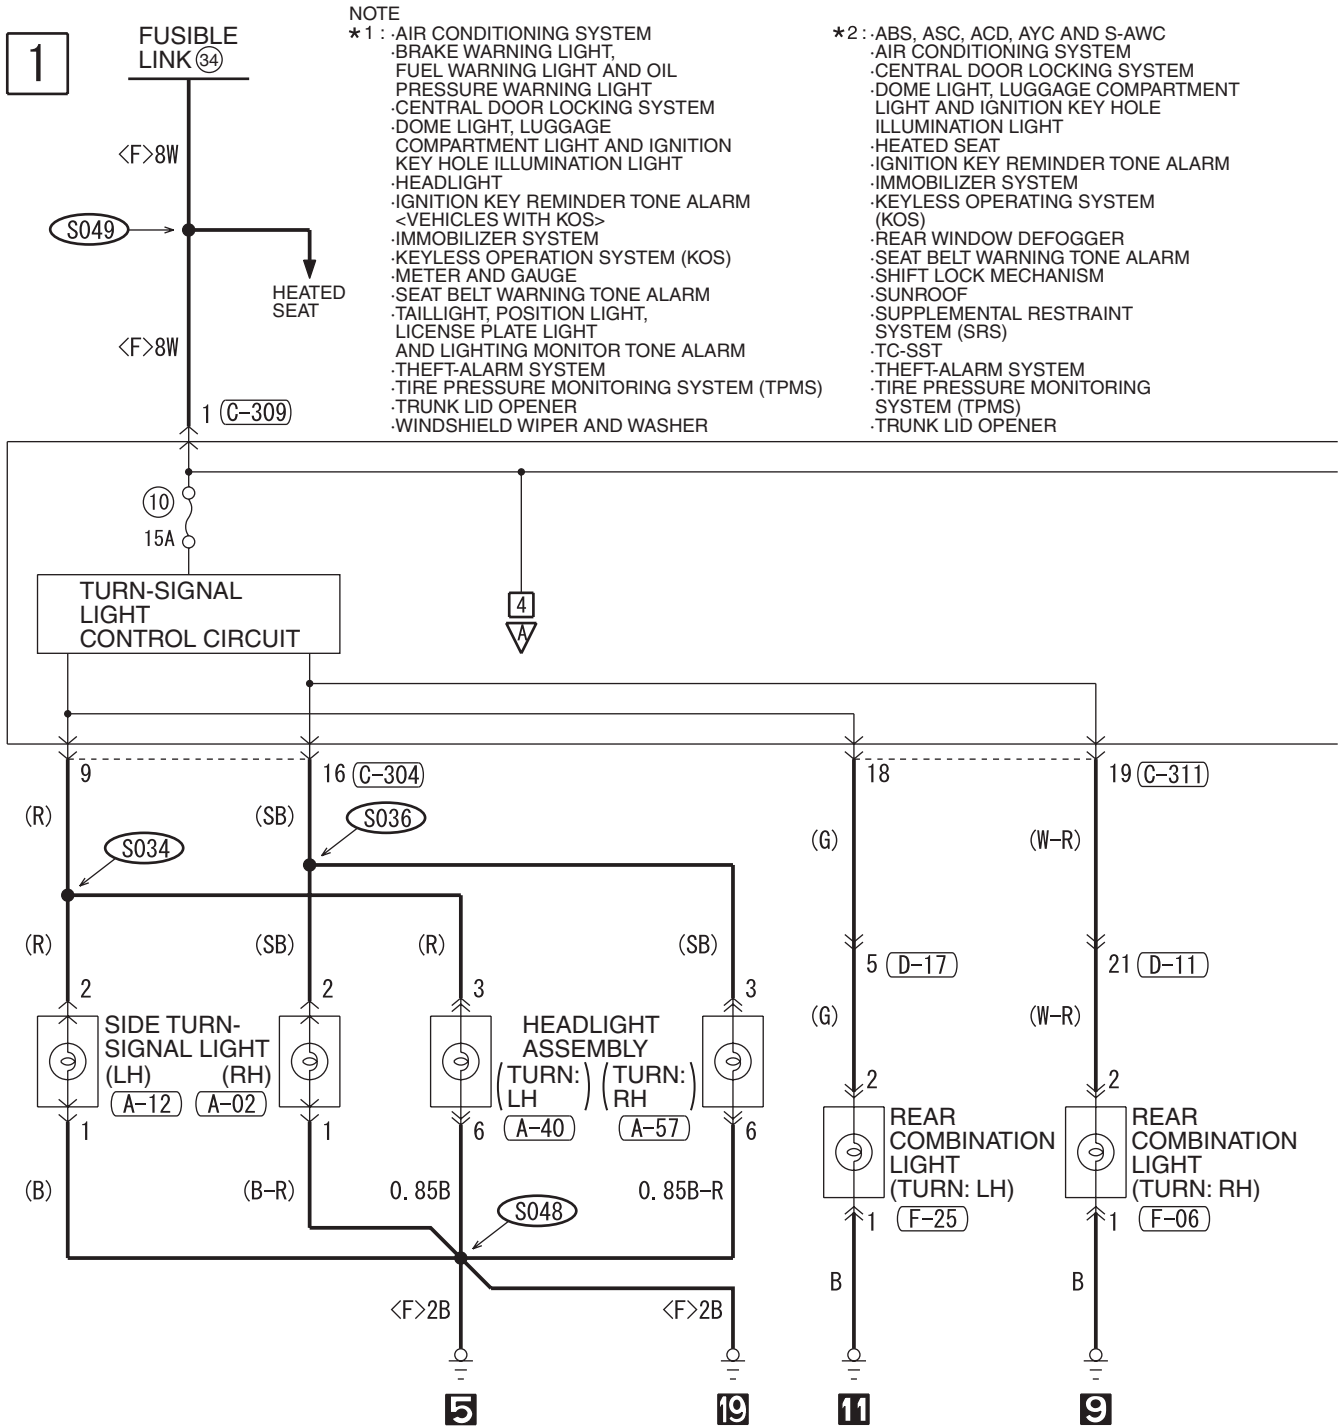 1
FUSIBLE
LINK 34
NOTE
*1 : ·AIR CONDITIONING SYSTEM
·BRAKE WARNING LIGHT,
FUEL WARNING LIGHT AND OIL
PRESSURE WARNING LIGHT
·CENTRAL DOOR LOCKING SYSTEM
·DOME LIGHT, LUGGAGE
COMPARTMENT LIGHT AND IGNITION
KEY HOLE ILLUMINATION LIGHT
·HEADLIGHT
·IGNITION KEY REMINDER TONE ALARM
<VEHICLES WITH KOS>
·IMMOBILIZER SYSTEM
·KEYLESS OPERATION SYSTEM (KOS)
·METER AND GAUGE
·SEAT BELT WARNING TONE ALARM
·TAILLIGHT, POSITION LIGHT,
LICENSE PLATE LIGHT
AND LIGHTING MONITOR TONE ALARM
·THEFT-ALARM SYSTEM
·TIRE PRESSURE MONITORING SYSTEM (TPMS)
·TRUNK LID OPENER
·WINDSHIELD WIPER AND WASHER
*2 : ·ABS, ASC, ACD, AYC AND S-AWC
·AIR CONDITIONING SYSTEM
·CENTRAL DOOR LOCKING SYSTEM
·DOME LIGHT, LUGGAGE COMPARTMENT
LIGHT AND IGNITION KEY HOLE
ILLUMINATION LIGHT
·HEATED SEAT
·IGNITION KEY REMINDER TONE ALARM
·IMMOBILIZER SYSTEM
·KEYLESS OPERATING SYSTEM
(KOS)
·REAR WINDOW DEFOGGER
·SEAT BELT WARNING TONE ALARM
·SHIFT LOCK MECHANISM
·SUNROOF
·SUPPLEMENTAL RESTRAINT
SYSTEM (SRS)
·TC-SST
·THEFT-ALARM SYSTEM
·TIRE PRESSURE MONITORING
SYSTEM (TPMS)
·TRUNK LID OPENER
<F>8W
S049
HEATED
SEAT
<F>8W
1 C-309
10
15A
TURN-SIGNAL
LIGHT
CONTROL CIRCUIT
4
A
9 16 C-304 18 19 C-311
(R) (SB) (G) (W-R)
S034 S036
(R) (SB) (R) (SB)
5 D-17 21 D-11
(G) (W-R)
2 2 3 3
SIDE TURN-
SIGNAL LIGHT
(LH) (RH)
A-12 A-02
HEADLIGHT
ASSEMBLY
(TURN: LH) (TURN: RH)
A-40 A-57
1 1 6 6
2 2
REAR
COMBINATION
LIGHT
(TURN: LH)
1 F-25
REAR
COMBINATION
LIGHT
(TURN: RH)
1 F-06
(B) (B-R) 0.85B 0.85B-R
S048
B B
<F>2B <F>2B
5 19 11 9